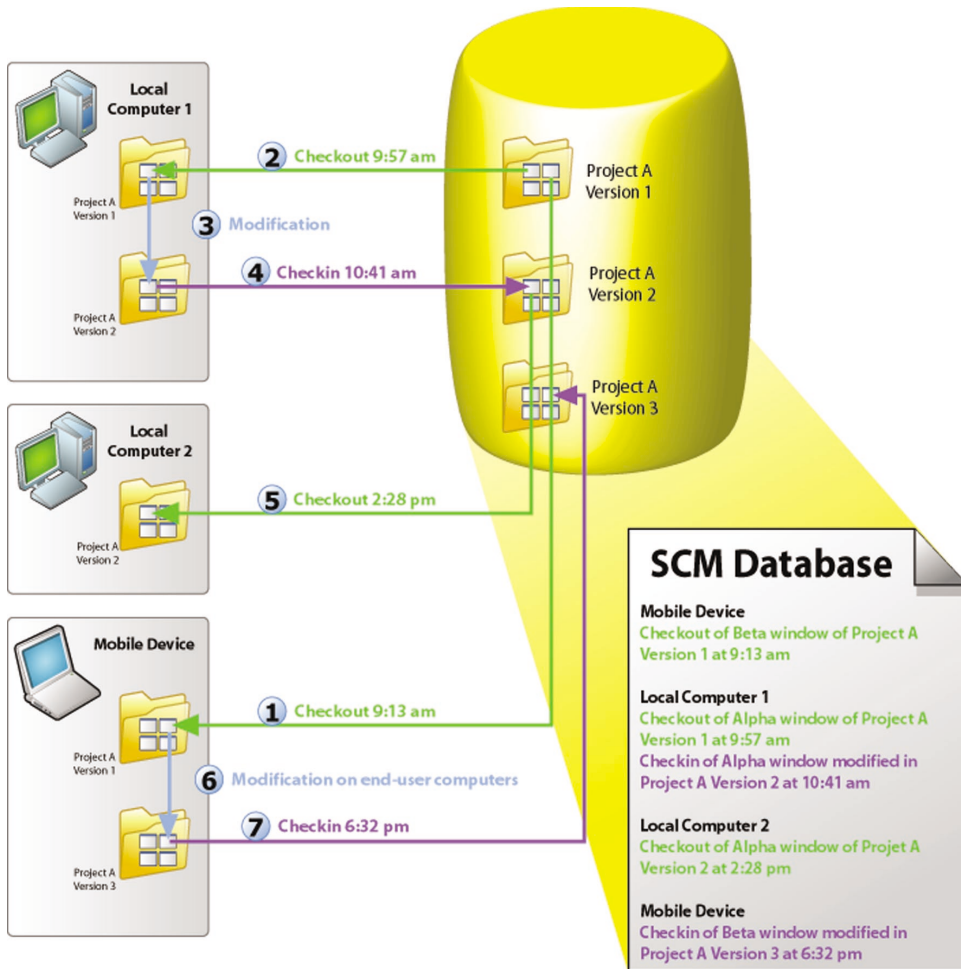 Local
Computer 1
2 Checkout 9:57 am
Project A
Version 1
Project A
Version 1
3 Modification
4 Checkin 10:41 am
Project A
Version 2
Project A
Version 2
Project A
Version 3
Local
Computer 2
5 Checkout 2:28 pm
Project A
Version 2
Mobile Device
1 Checkout 9:13 am
Project A
Version 1
6 Modification on end-user computers
7 Checkin 6:32 pm
Project A
Version 3
SCM Database
Mobile Device
Checkout of Beta window of Project A
Version 1 at 9:13 am
Local Computer 1
Checkout of Alpha window of Project A
Version 1 at 9:57 am
Checkin of Alpha window modified in
Project A Version 2 at 10:41 am
Local Computer 2
Checkout of Alpha window of Projet A
Version 2 at 2:28 pm
Mobile Device
Checkin of Beta window modified in
Project A Version 3 at 6:32 pm